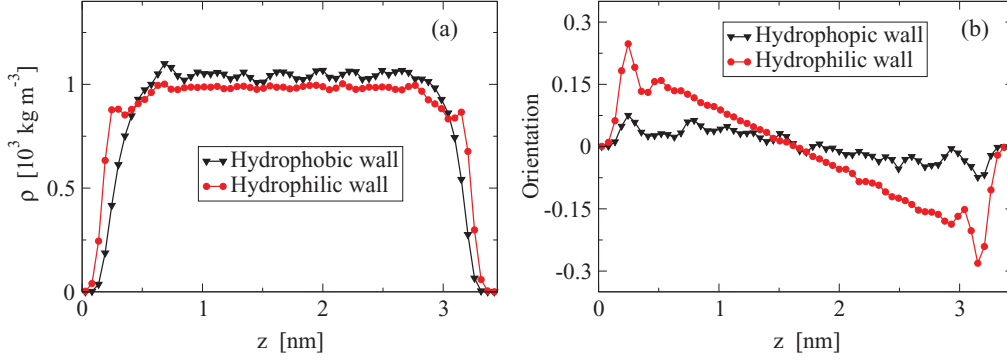 (a)
ρ [10³ kg m⁻³]
1
0.5
0
Hydrophobic wall
Hydrophilic wall
0 1 2 3
z [nm]
(b)
Orientation
0.3
0.15
0
-0.15
-0.3
Hydrophopic wall
Hydrophilic wall
0 1 2 3
z [nm]